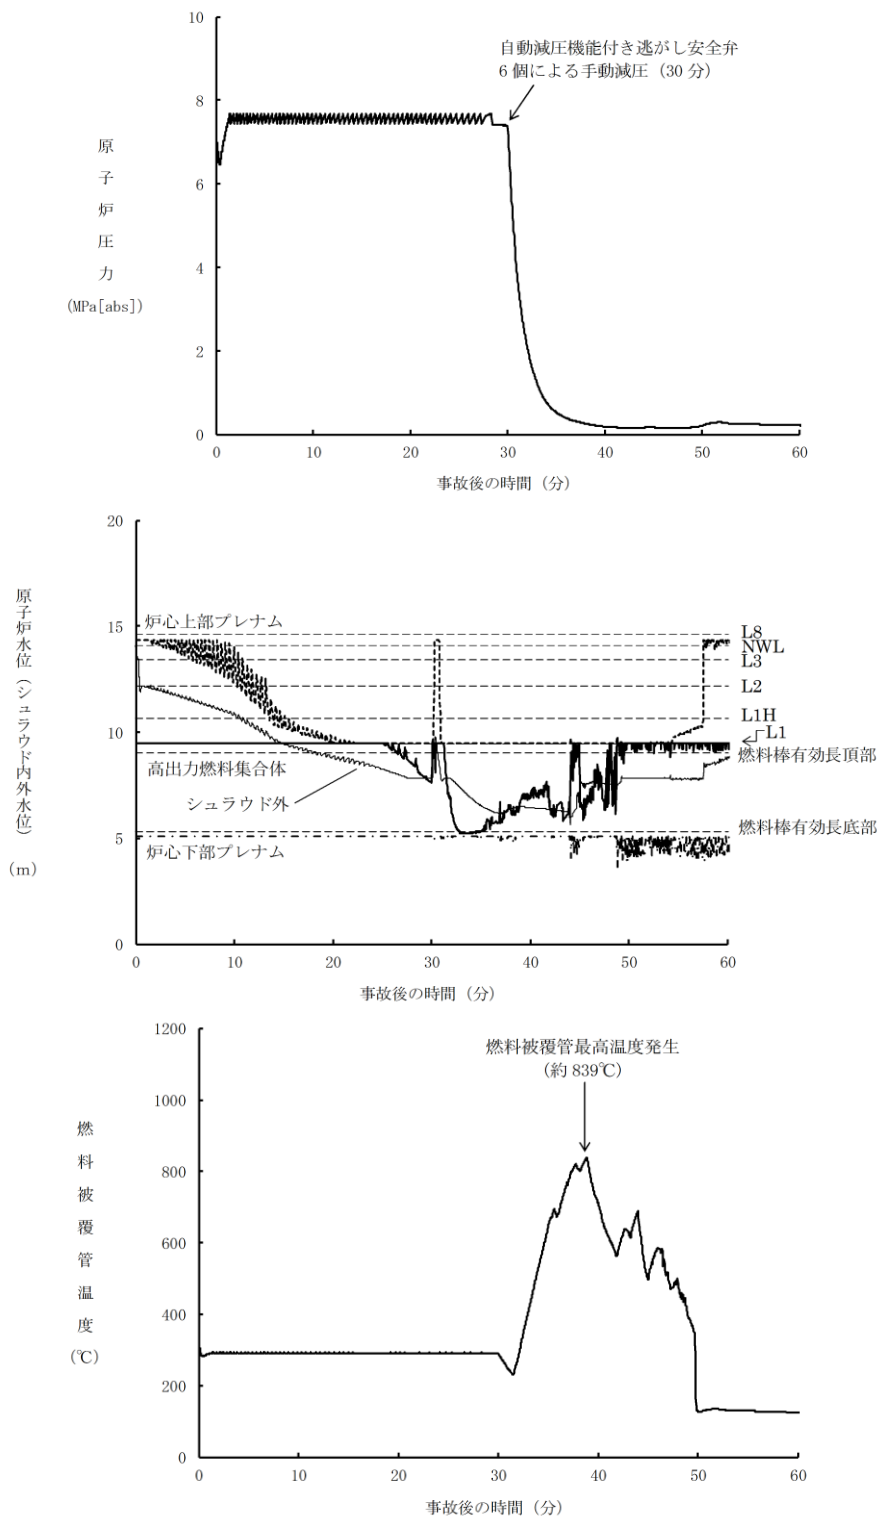 10
8
6
4
2
0
原子炉圧力
(MPa[abs])
自動減圧機能付き逃がし安全弁
6個による手動減圧（30分）
0 10 20 30 40 50 60
事故後の時間（分）
20
15
10
5
0
原子炉水位（シュラウド内外水位）
（m）
炉心上部プレナム
高出力燃料集合体
シュラウド外
炉心下部プレナム
L8
NWL
L3
L2
L1H
L1
燃料棒有効長頂部
燃料棒有効長底部
0 10 20 30 40 50 60
事故後の時間（分）
1200
1000
800
600
400
200
0
燃料被覆管温度
(℃)
燃料被覆管最高温度発生
（約839℃）
0 10 20 30 40 50 60
事故後の時間（分）